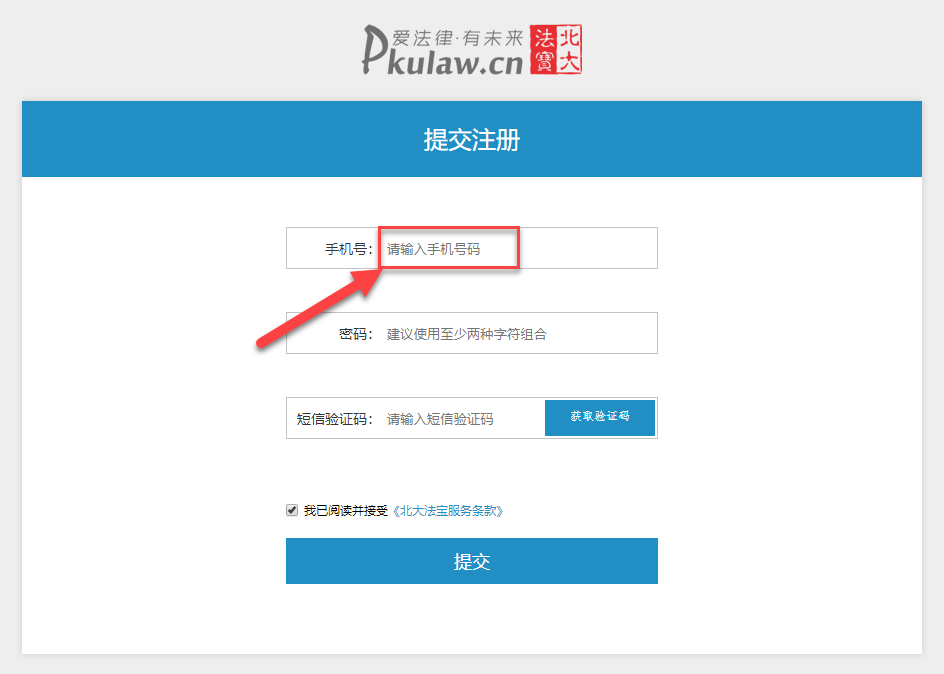 爱法律·有未来
Pkulaw.cn
北大法寶
提交注册
手机号： 请输入手机号码
密码： 建议使用至少两种字符组合
短信验证码： 请输入短信验证码 获取验证码
我已阅读并接受《北大法宝服务条款》
提交